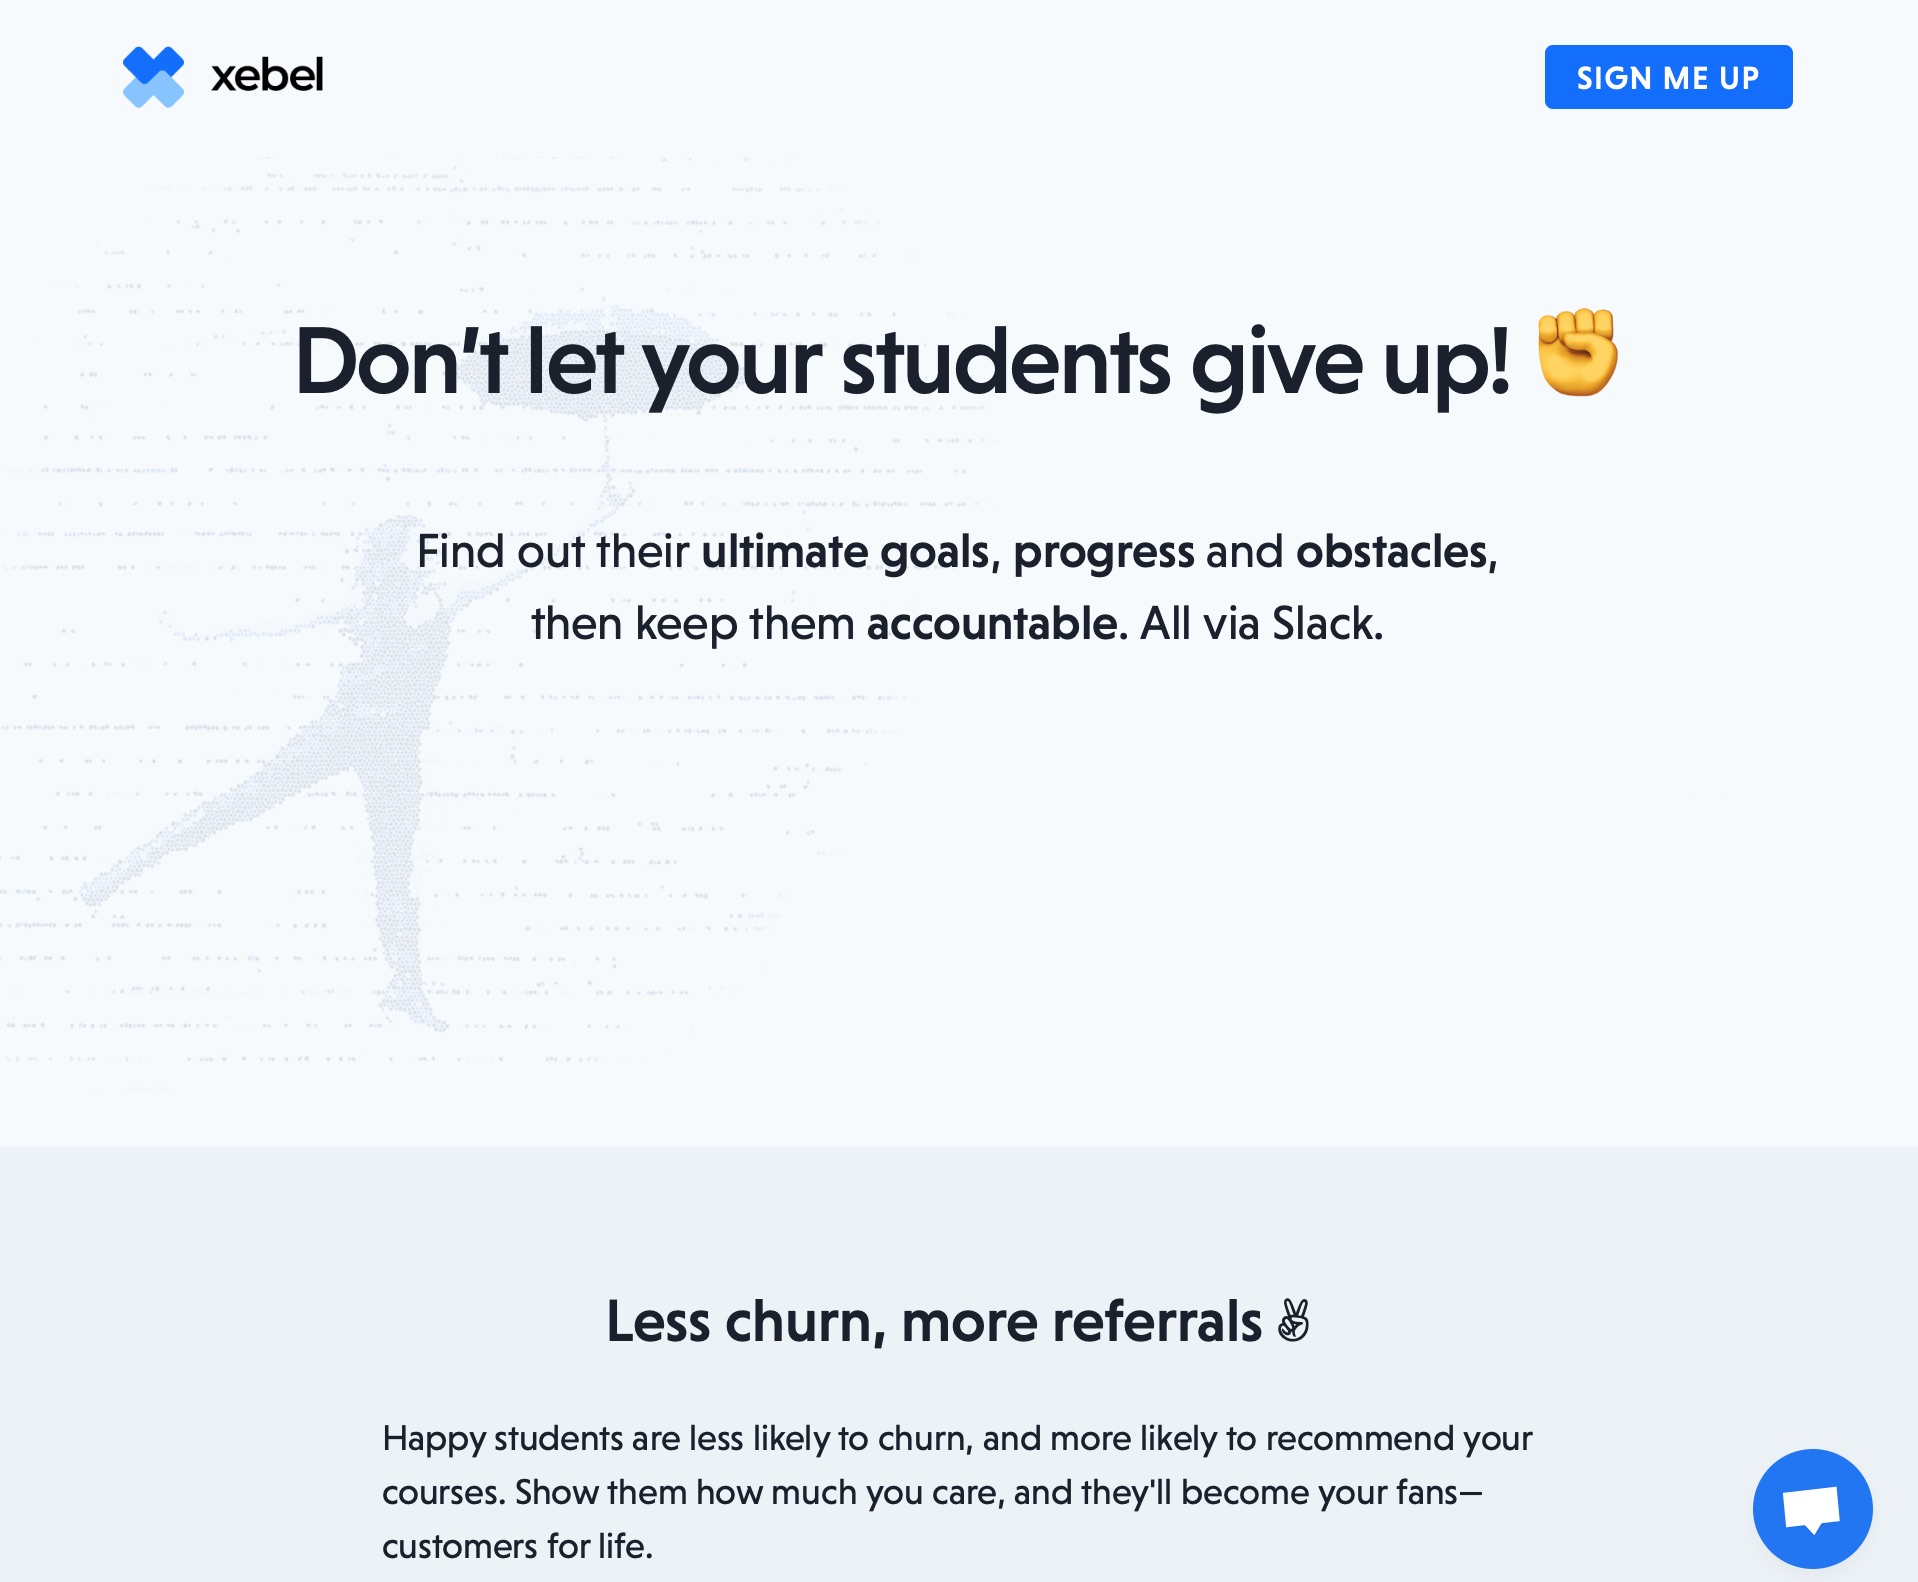 xebel
SIGN ME UP
Don't let your students give up! ✊
Find out their ultimate goals, progress and obstacles,
then keep them accountable. All via Slack.
Less churn, more referrals ✌
Happy students are less likely to churn, and more likely to recommend your
courses. Show them how much you care, and they'll become your fans—
customers for life.